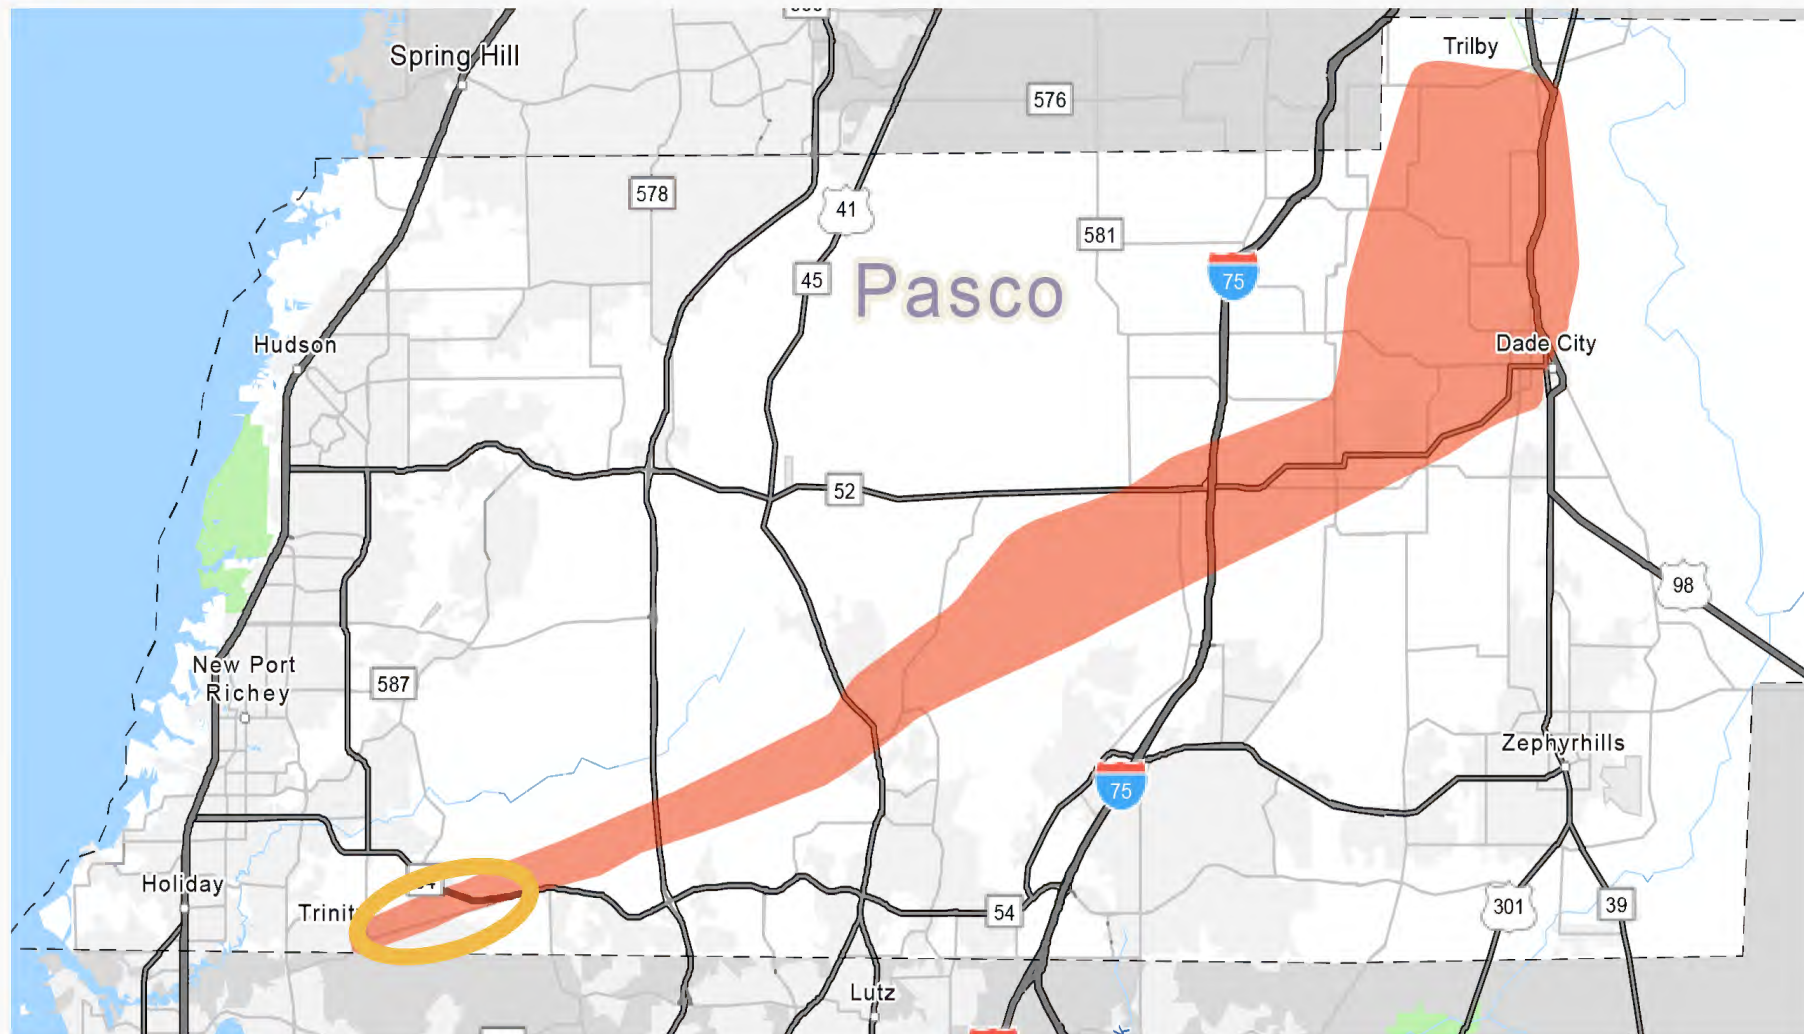 Trilby
Spring Hill
576
578
41
581
45
75
Pasco
Hudson
Dade City
52
98
New Port
Richey
587
Zephyrhills
75
Holiday
Trinit
54
301
39
Lutz